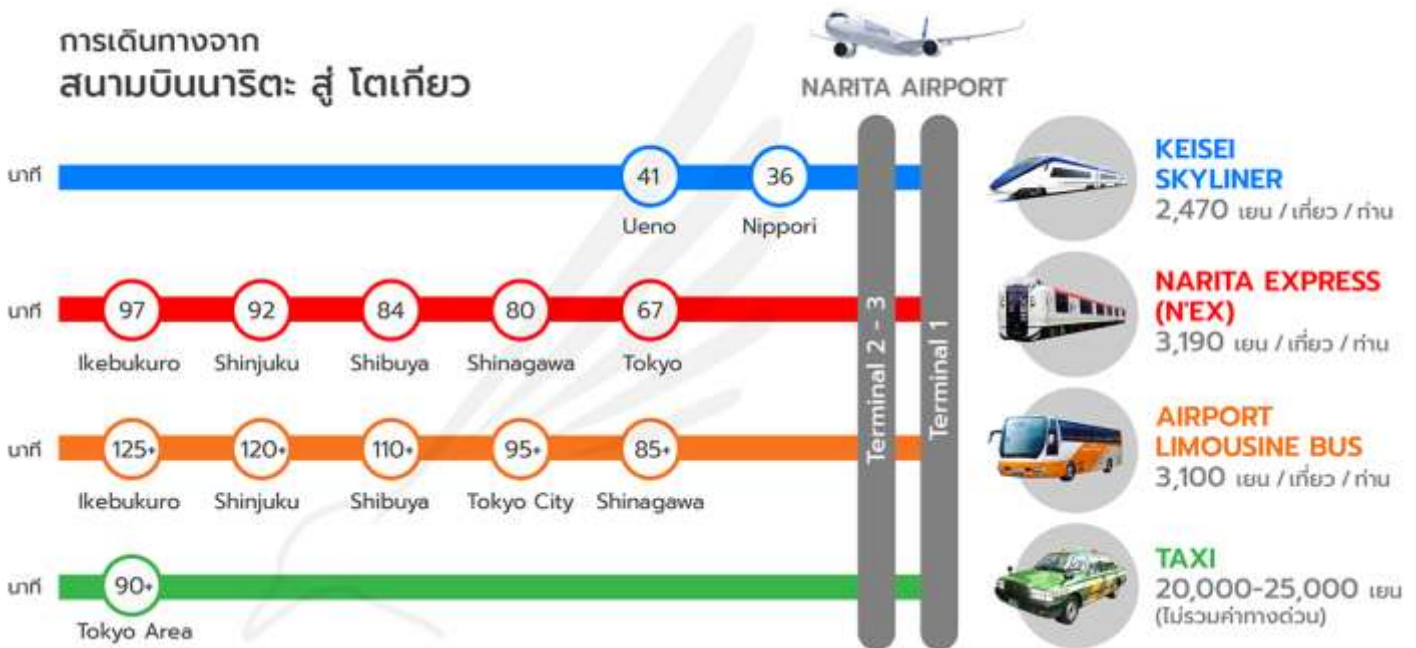 การเดินทางจาก
สนามบินนาริตะ สู่ โตเกียว
NARITA AIRPORT
Terminal 2 - 3
Terminal 1
นาที
41
36
Ueno
Nippori
KEISEI
SKYLINER
2,470 เยน / เที่ยว / ท่าน
นาที
97
92
84
80
67
Ikebukuro
Shinjuku
Shibuya
Shinagawa
Tokyo
NARITA EXPRESS
(N'EX)
3,190 เยน / เที่ยว / ท่าน
นาที
125+
120+
110+
95+
85+
Ikebukuro
Shinjuku
Shibuya
Tokyo City
Shinagawa
AIRPORT
LIMOUSINE BUS
3,100 เยน / เที่ยว / ท่าน
นาที
90+
Tokyo Area
TAXI
20,000-25,000 เยน
(ไม่รวมค่าทางด่วน)